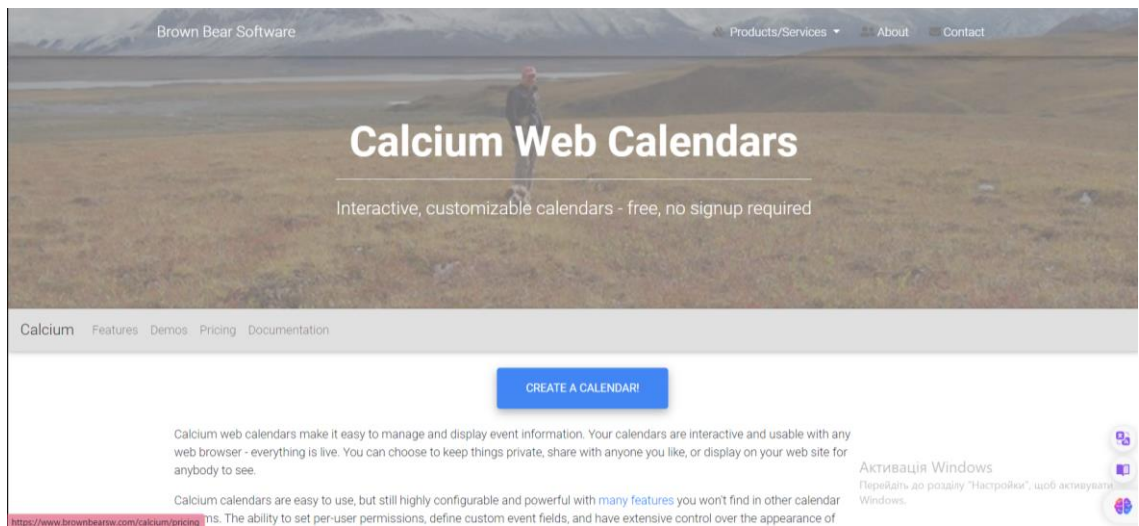 Brown Bear Software
Products/Services
About
Contact
Calcium Web Calendars
Interactive, customizable calendars - free, no signup required
Calcium Features Demos Pricing Documentation
CREATE A CALENDAR!
Calcium web calendars make it easy to manage and display event information. Your calendars are interactive and usable with any
web browser - everything is live. You can choose to keep things private, share with anyone you like, or display on your web site for
anybody to see.
Calcium calendars are easy to use, but still highly configurable and powerful with many features you won't find in other calendar
ms. The ability to set per-user permissions, define custom event fields, and have extensive control over the appearance of
Активація Windows
Перейдіть до розділу "Настройки", щоб активувати
Windows.
https://www.brownbearsw.com/calcium/pricing